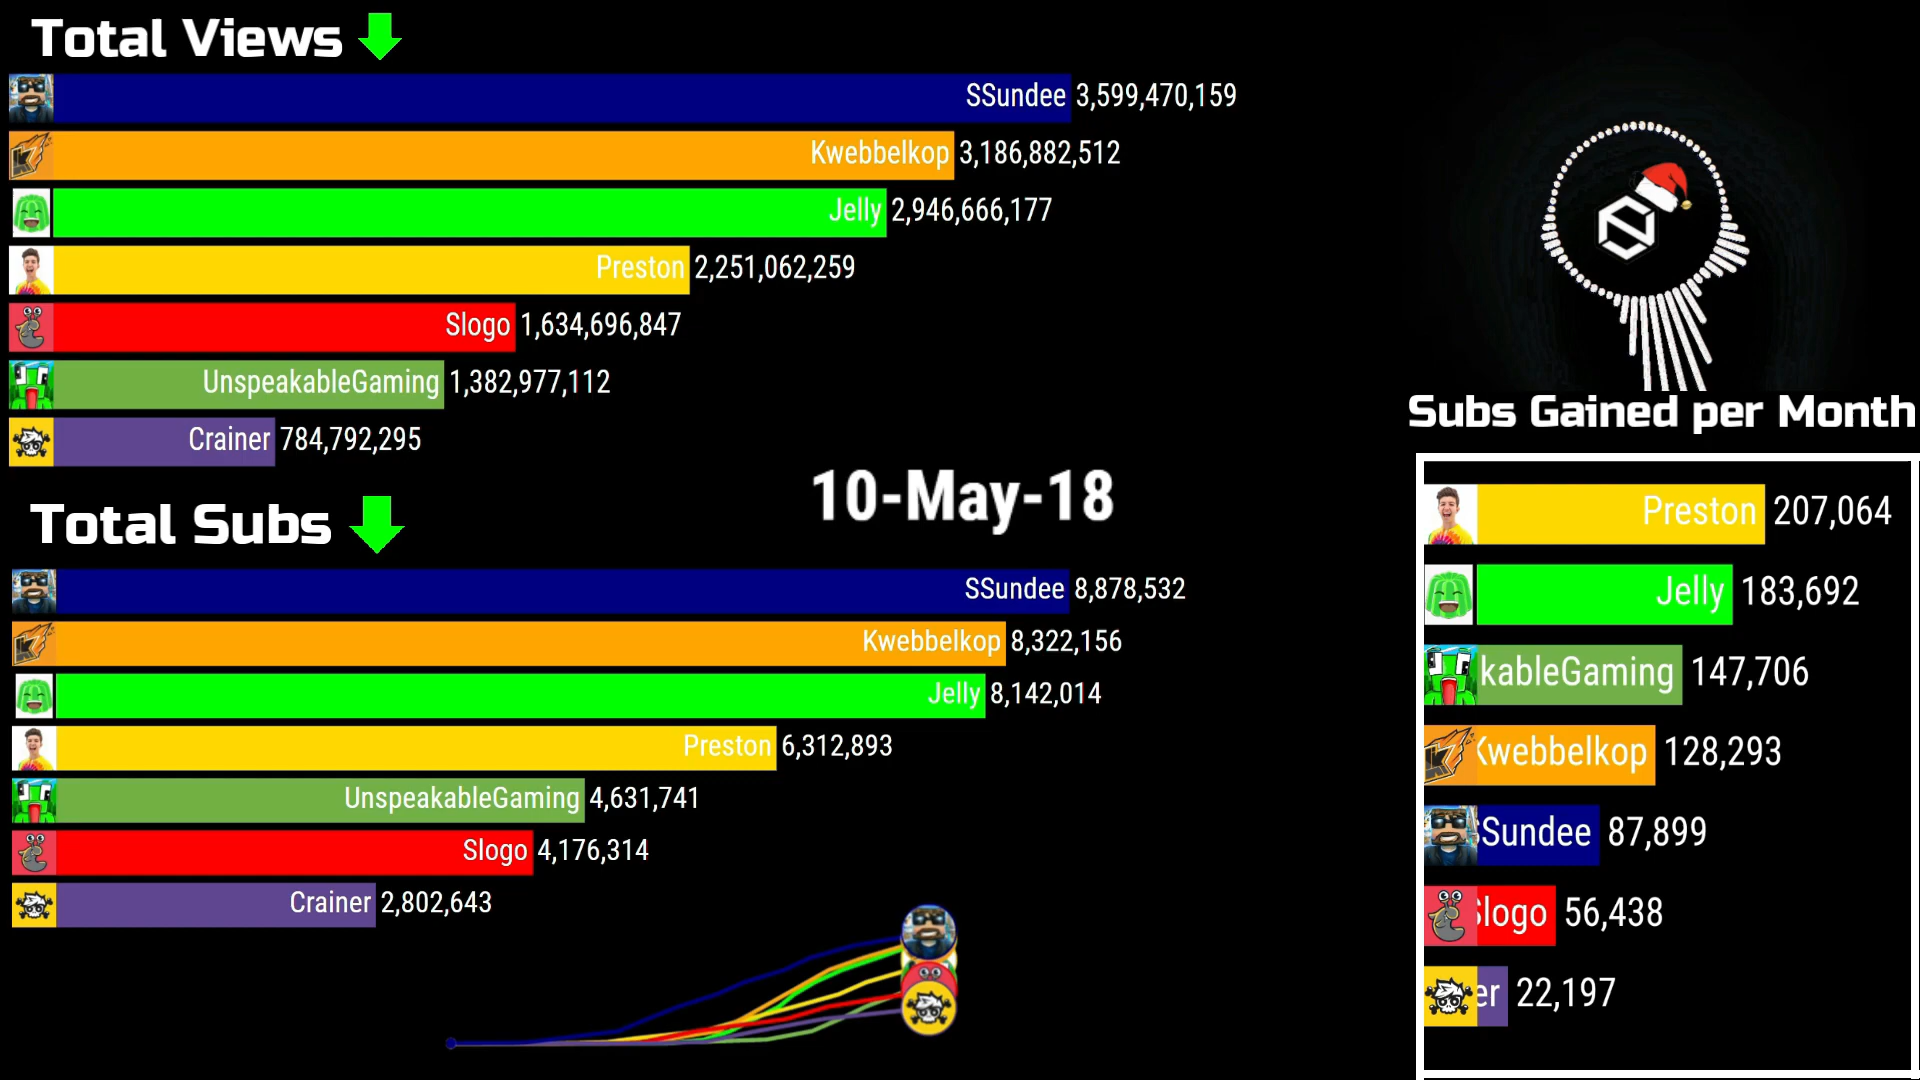 Total Views
SSundee 3,599,470,159
Kwebbelkop 3,186,882,512
Jelly 2,946,666,177
Preston 2,251,062,259
Slogo 1,634,696,847
UnspeakableGaming 1,382,977,112
Crainer 784,792,295
10-May-18
Total Subs
SSundee 8,878,532
Kwebbelkop 8,322,156
Jelly 8,142,014
Preston 6,312,893
UnspeakableGaming 4,631,741
Slogo 4,176,314
Crainer 2,802,643
Subs Gained per Month
Preston 207,064
Jelly 183,692
kableGaming 147,706
Kwebbelkop 128,293
SSundee 87,899
Slogo 56,438
er 22,197